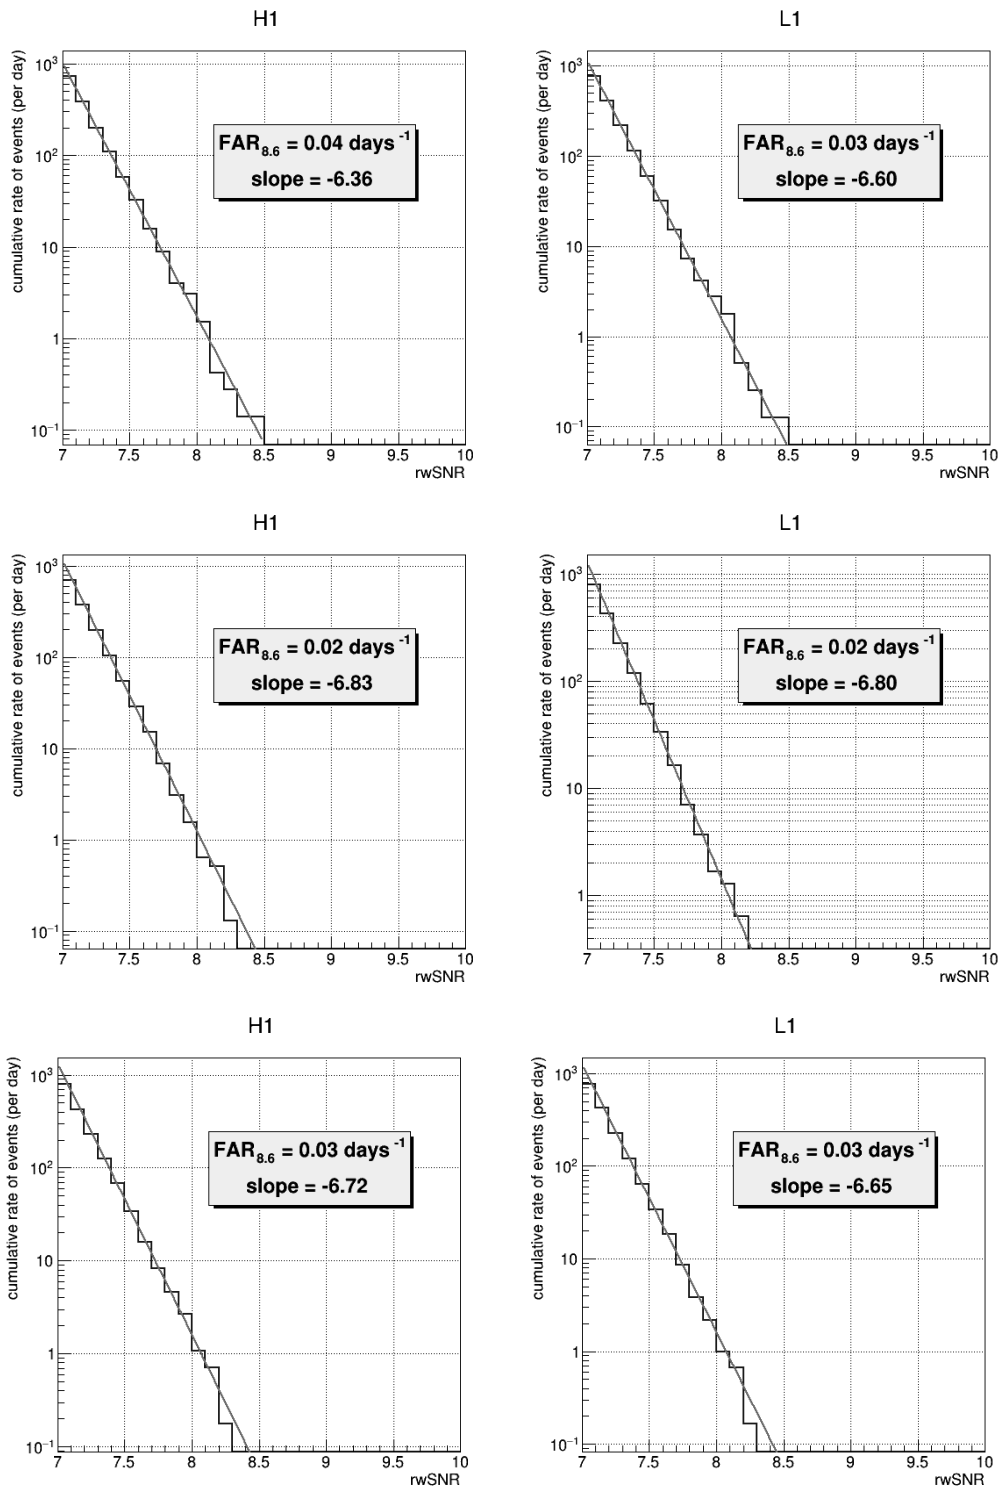 H1
cumulative rate of events (per day)
10³
10²
10
1
10⁻¹
FAR₈.₆ = 0.04 days ⁻¹
slope = -6.36
7 7.5 8 8.5 9 9.5 10
rwSNR
L1
cumulative rate of events (per day)
10³
10²
10
1
10⁻¹
FAR₈.₆ = 0.03 days ⁻¹
slope = -6.60
7 7.5 8 8.5 9 9.5 10
rwSNR
H1
cumulative rate of events (per day)
10³
10²
10
1
10⁻¹
FAR₈.₆ = 0.02 days ⁻¹
slope = -6.83
7 7.5 8 8.5 9 9.5 10
rwSNR
L1
cumulative rate of events (per day)
10³
10²
10
1
FAR₈.₆ = 0.02 days ⁻¹
slope = -6.80
7 7.5 8 8.5 9 9.5 10
rwSNR
H1
cumulative rate of events (per day)
10³
10²
10
1
10⁻¹
FAR₈.₆ = 0.03 days ⁻¹
slope = -6.72
7 7.5 8 8.5 9 9.5 10
rwSNR
L1
cumulative rate of events (per day)
10³
10²
10
1
10⁻¹
FAR₈.₆ = 0.03 days ⁻¹
slope = -6.65
7 7.5 8 8.5 9 9.5 10
rwSNR